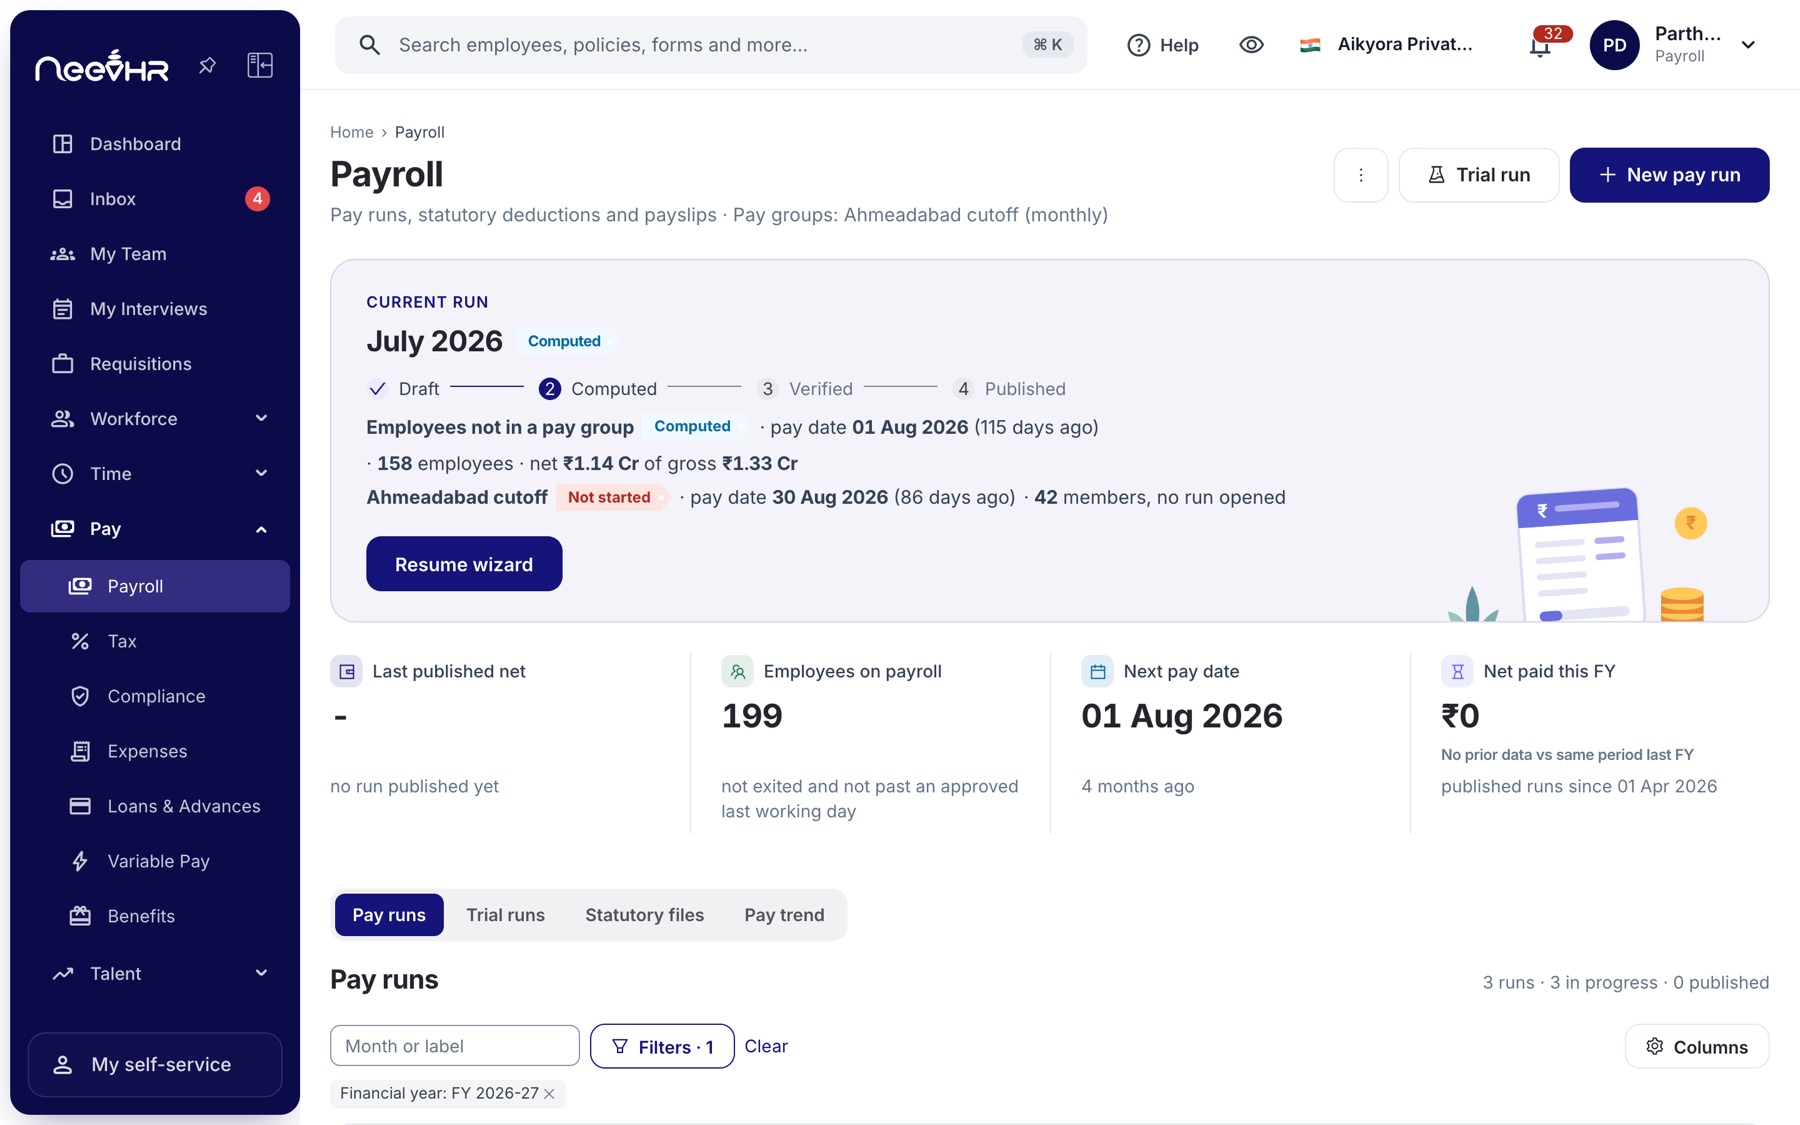 neevHR
Dashboard
Inbox
4
My Team
My Interviews
Requisitions
Workforce
Time
Pay
Payroll
Tax
Compliance
Expenses
Loans & Advances
Variable Pay
Benefits
Talent
My self-service
Search employees, policies, forms and more...
⌘ K
Help
Aikyora Privat...
32
PD
Parth...
Payroll
Home › Payroll
Payroll
Pay runs, statutory deductions and payslips · Pay groups: Ahmeadabad cutoff (monthly)
Trial run
+ New pay run
CURRENT RUN
July 2026 Computed
Draft 2 Computed 3 Verified 4 Published
Employees not in a pay group Computed · pay date 01 Aug 2026 (115 days ago)
· 158 employees · net ₹1.14 Cr of gross ₹1.33 Cr
Ahmeadabad cutoff Not started · pay date 30 Aug 2026 (86 days ago) · 42 members, no run opened
Resume wizard
₹
₹
Last published net
-
no run published yet
Employees on payroll
199
not exited and not past an approved
last working day
Next pay date
01 Aug 2026
4 months ago
Net paid this FY
₹0
No prior data vs same period last FY
published runs since 01 Apr 2026
Pay runs Trial runs Statutory files Pay trend
Pay runs
3 runs · 3 in progress · 0 published
Month or label
Filters · 1
Clear
Columns
Financial year: FY 2026-27